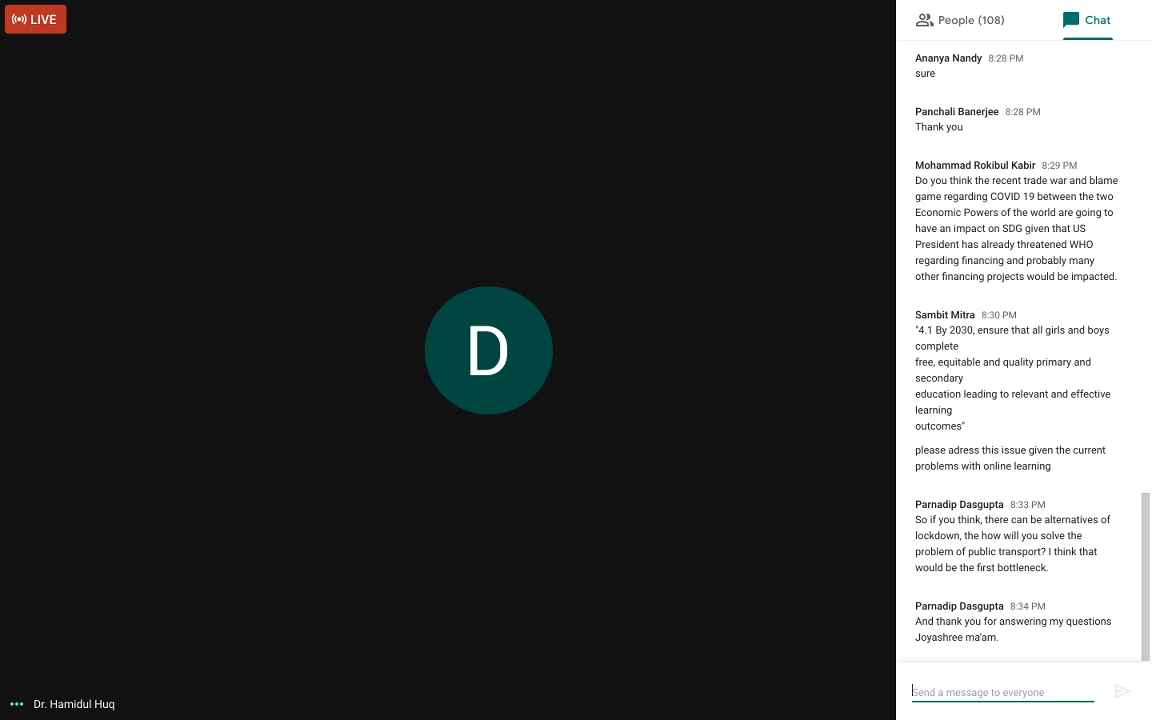 LIVE
People (108)
Chat
Ananya Nandy 8:28 PM
sure
Panchali Banerjee 8:28 PM
Thank you
Mohammad Rokibul Kabir 8:29 PM
Do you think the recent trade war and blame
game regarding COVID 19 between the two
Economic Powers of the world are going to
have an impact on SDG given that US
President has already threatened WHO
regarding financing and probably many
other financing projects would be impacted.
Sambit Mitra 8:30 PM
"4.1 By 2030, ensure that all girls and boys
complete
free, equitable and quality primary and
secondary
education leading to relevant and effective
learning
outcomes"
please adress this issue given the current
problems with online learning
Parnadip Dasgupta 8:33 PM
So if you think, there can be alternatives of
lockdown, the how will you solve the
problem of public transport? I think that
would be the first bottleneck.
Parnadip Dasgupta 8:34 PM
And thank you for answering my questions
Joyashree ma'am.
Send a message to everyone
D
Dr. Hamidul Huq